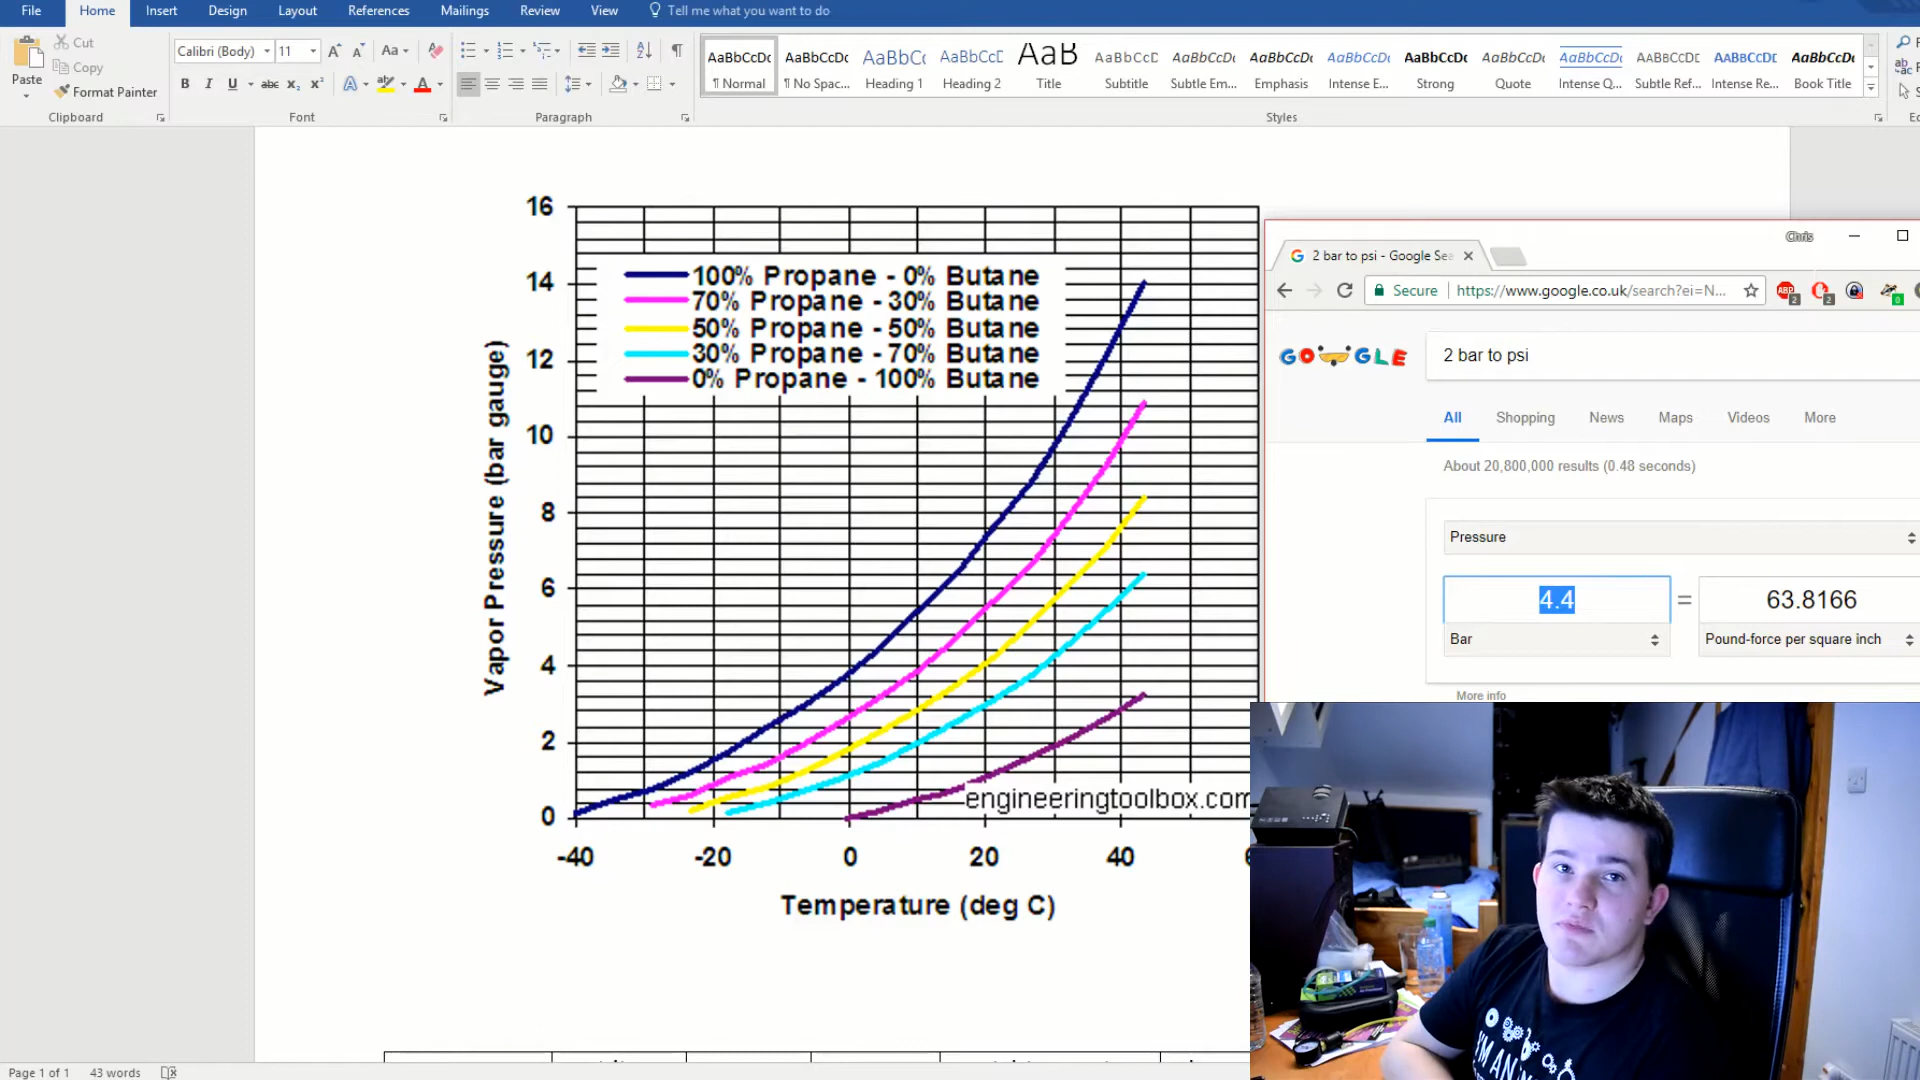 File Home Insert Design Layout References Mailings Review View Tell me what you want to do
Paste Cut Copy Format Painter
Calibri (Body) 11
AaBbCcDc AaBbCcDc AaBbCc AaBbCcD AaB AaBbCcD AaBbCcDc AaBbCcDc AaBbCcDc AaBbCcDc AaBbCcDc AaBbCcDc AABBCCDC AABBCCDC AaBbCcDc
¶ Normal ¶ No Spac... Heading 1 Heading 2 Title Subtitle Subtle Em... Emphasis Intense E... Strong Quote Intense Q... Subtle Ref... Intense Re... Book Title
Clipboard Font Paragraph Styles
16
14
12
10
8
6
4
2
0
Vapor Pressure (bar gauge)
100% Propane - 0% Butane
70% Propane - 30% Butane
50% Propane - 50% Butane
30% Propane - 70% Butane
0% Propane - 100% Butane
engineeringtoolbox.com
-40 -20 0 20 40
Temperature (deg C)
Chris
2 bar to psi - Google Sea
Secure https://www.google.co.uk/search?ei=N...
GOOGLE 2 bar to psi
All Shopping News Maps Videos More
About 20,800,000 results (0.48 seconds)
Pressure
4.4 = 63.8166
Bar Pound-force per square inch
More info
I'M AN
Page 1 of 1 43 words